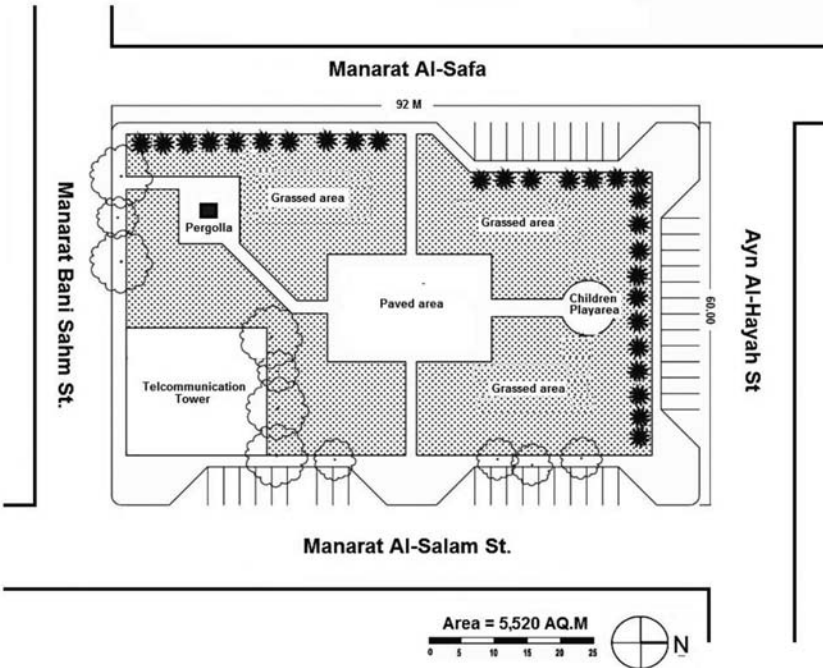 Manarat Al-Safa
92 M
Grassed area
Grassed area
Pergolla
Manarat Bani Sahm St.
Paved area
Children
Playarea
60.00
Ayn Al-Hayah St
Telcommunication
Tower
Grassed area
Manarat Al-Salam St.
Area = 5,520 AQ.M
0 5 10 15 20 25
N